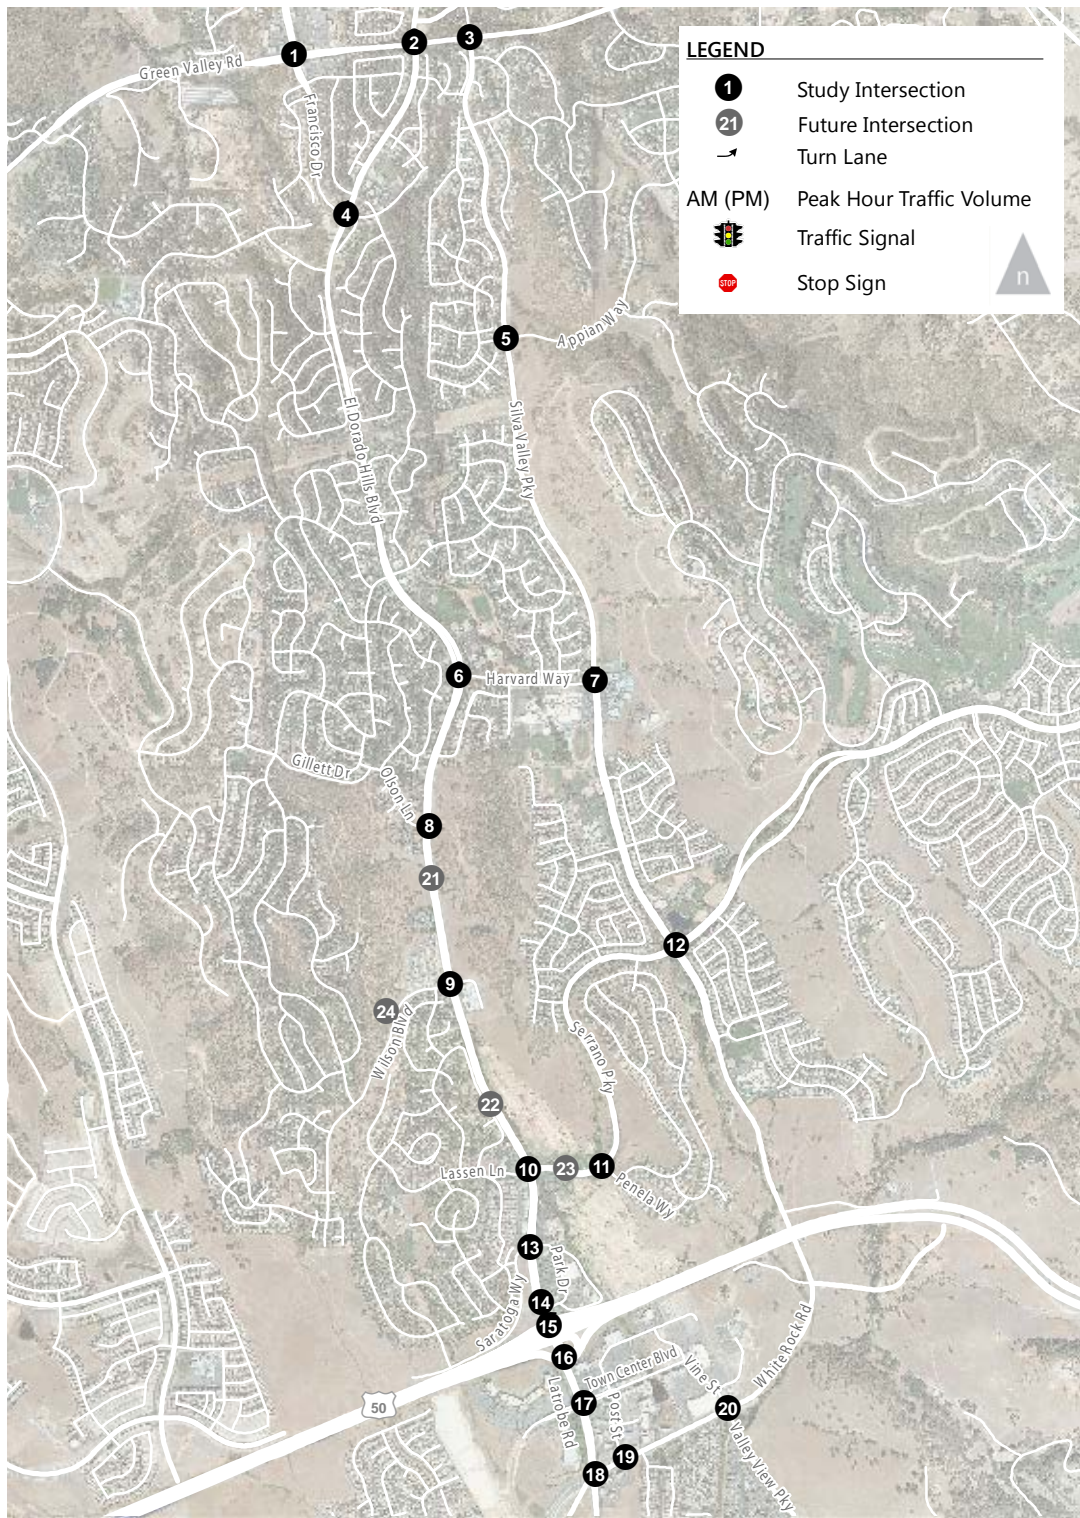 1
2
3
Green Valley Rd
Francisco Dr
LEGEND
1 Study Intersection
21 Future Intersection
Turn Lane
AM (PM) Peak Hour Traffic Volume
Traffic Signal
STOP Stop Sign
n
4
5
Appian Way
El Dorado Hills Blvd
Silva Valley Pky
6
Harvard Way
7
Gillett Dr
Olson Ln
8
21
12
9
24
Wilson Blvd
Serrano Pky
22
Lassen Ln
10
23
11
Penela Wy
13
Park Dr
Saratoga Wy
14
15
16
Town Center Blvd
Vine St
White Rock Rd
50
Latrobe Rd
17
Post St
20
Valley View Pky
19
18